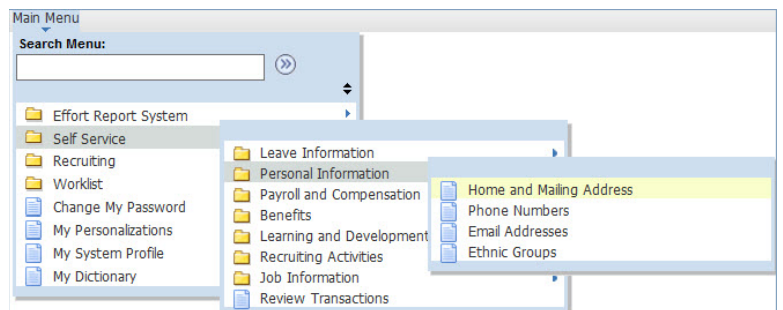 Main Menu
Search Menu:
Effort Report System
Self Service
Recruiting
Worklist
Change My Password
My Personalizations
My System Profile
My Dictionary
Leave Information
Personal Information
Payroll and Compensation
Benefits
Learning and Development
Recruiting Activities
Job Information
Review Transactions
Home and Mailing Address
Phone Numbers
Email Addresses
Ethnic Groups